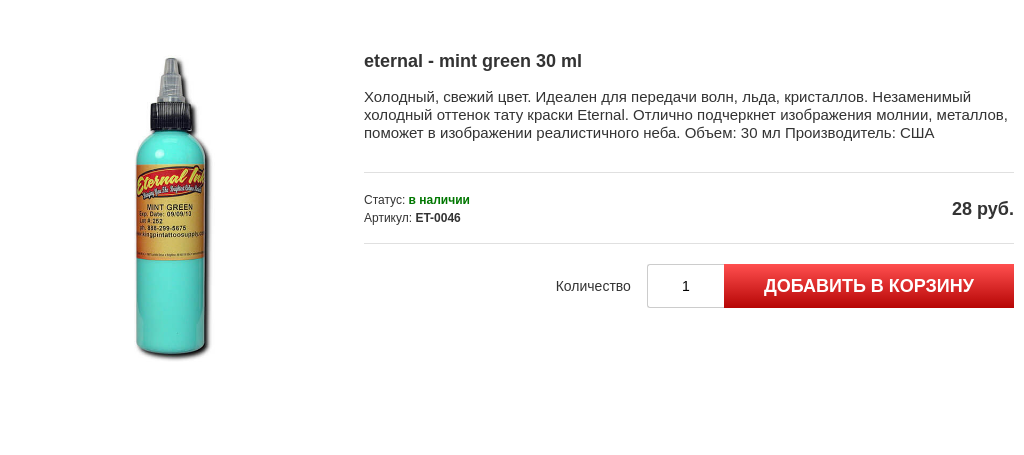 eternal - mint green 30 ml
Холодный, свежий цвет. Идеален для передачи волн, льда, кристаллов. Незаменимый
холодный оттенок тату краски Eternal. Отлично подчеркнет изображения молнии, металлов,
поможет в изображении реалистичного неба. Объем: 30 мл Производитель: США
Статус: в наличии
Артикул: ET-0046
28 руб.
Количество
1
ДОБАВИТЬ В КОРЗИНУ
Eternal Ink
MINT GREEN
Exp. Date: 09/09/13
Lot #:252
888-299-5675
kingpintattoosupply